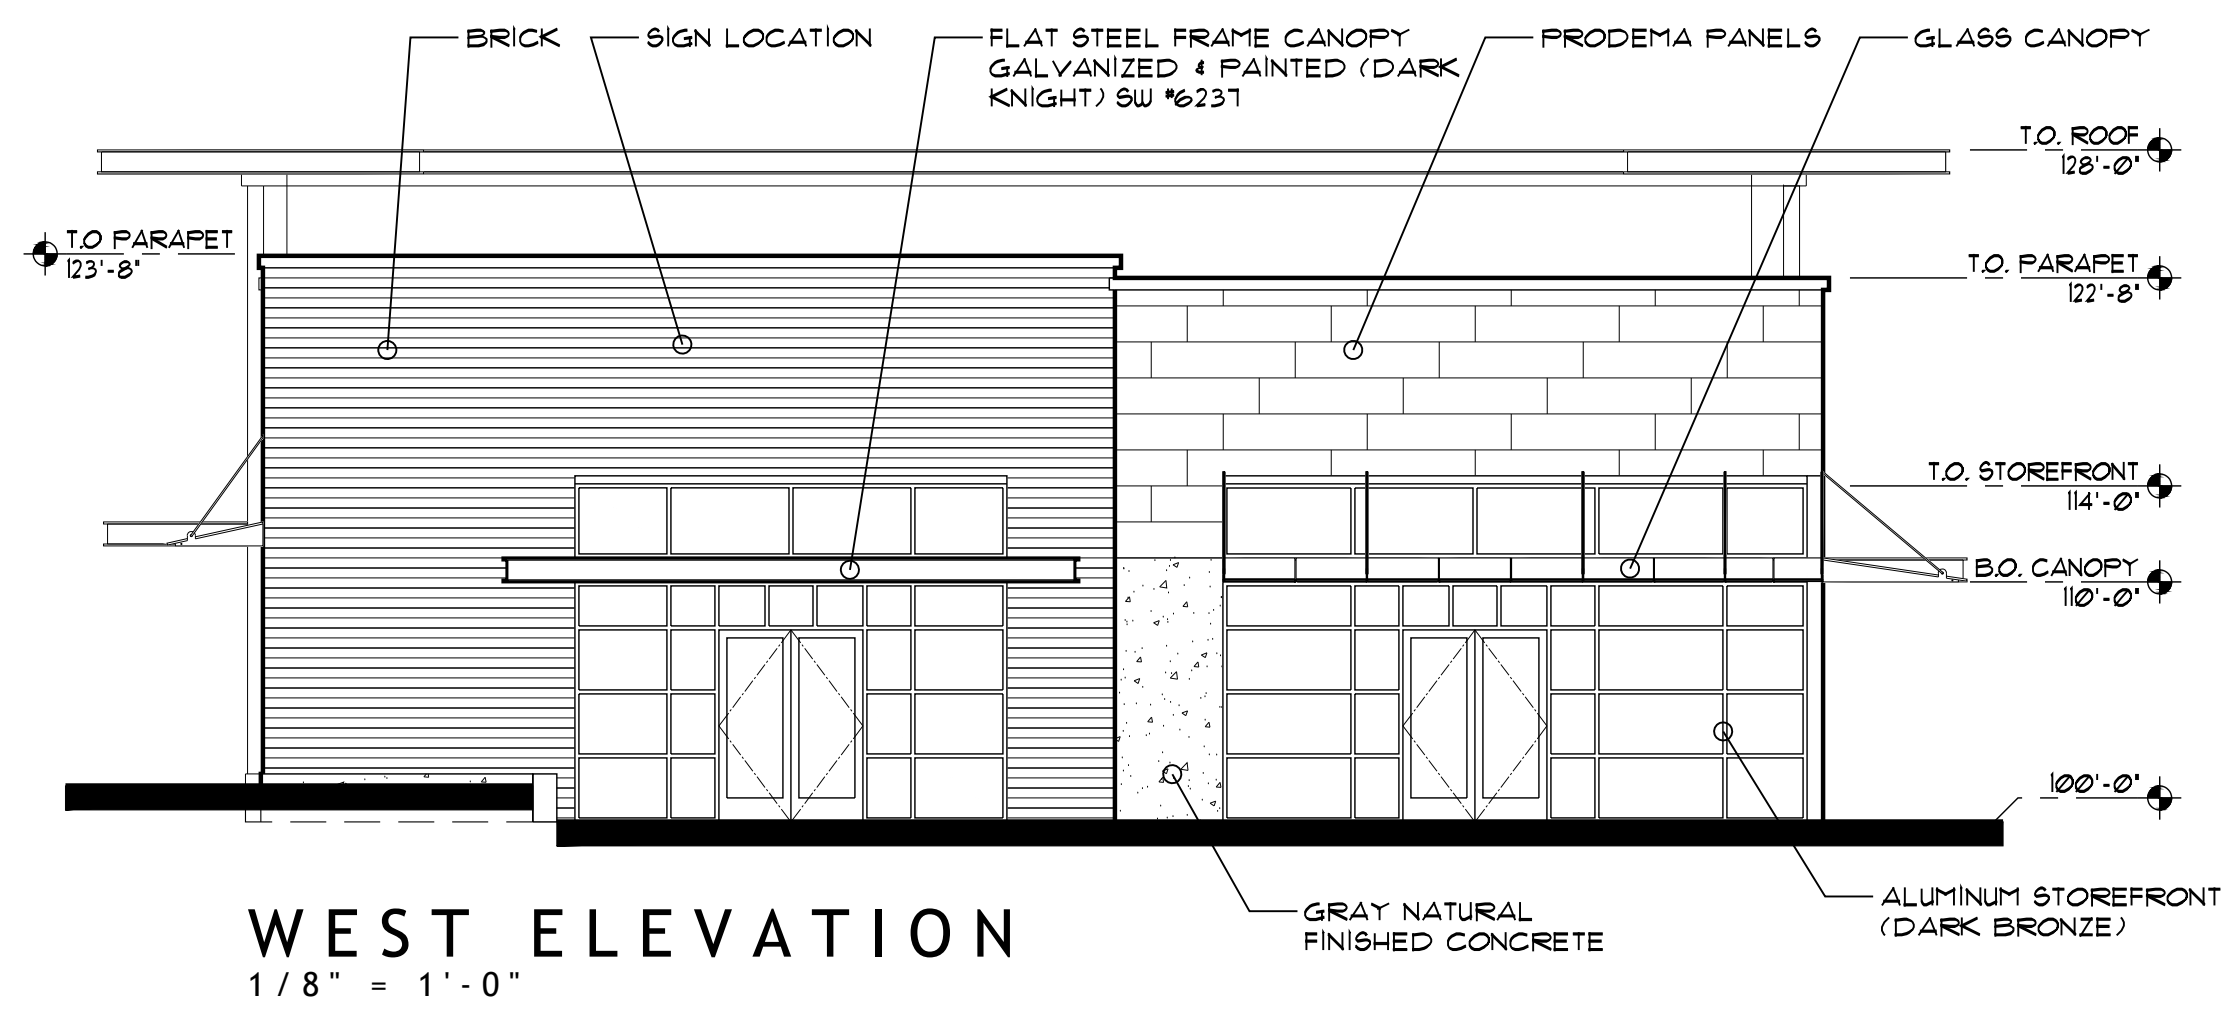 BRICK
SIGN LOCATION
FLAT STEEL FRAME CANOPY
GALVANIZED & PAINTED (DARK
KNIGHT) SW #6237
PRODEMA PANELS
GLASS CANOPY
T.O. ROOF
128'-0"
T.O PARAPET
123'-8"
T.O. PARAPET
122'-8"
T.O. STOREFRONT
114'-0"
B.O. CANOPY
110'-0"
100'-0"
GRAY NATURAL
FINISHED CONCRETE
ALUMINUM STOREFRONT
(DARK BRONZE)
WEST ELEVATION
1/8" = 1'-0"